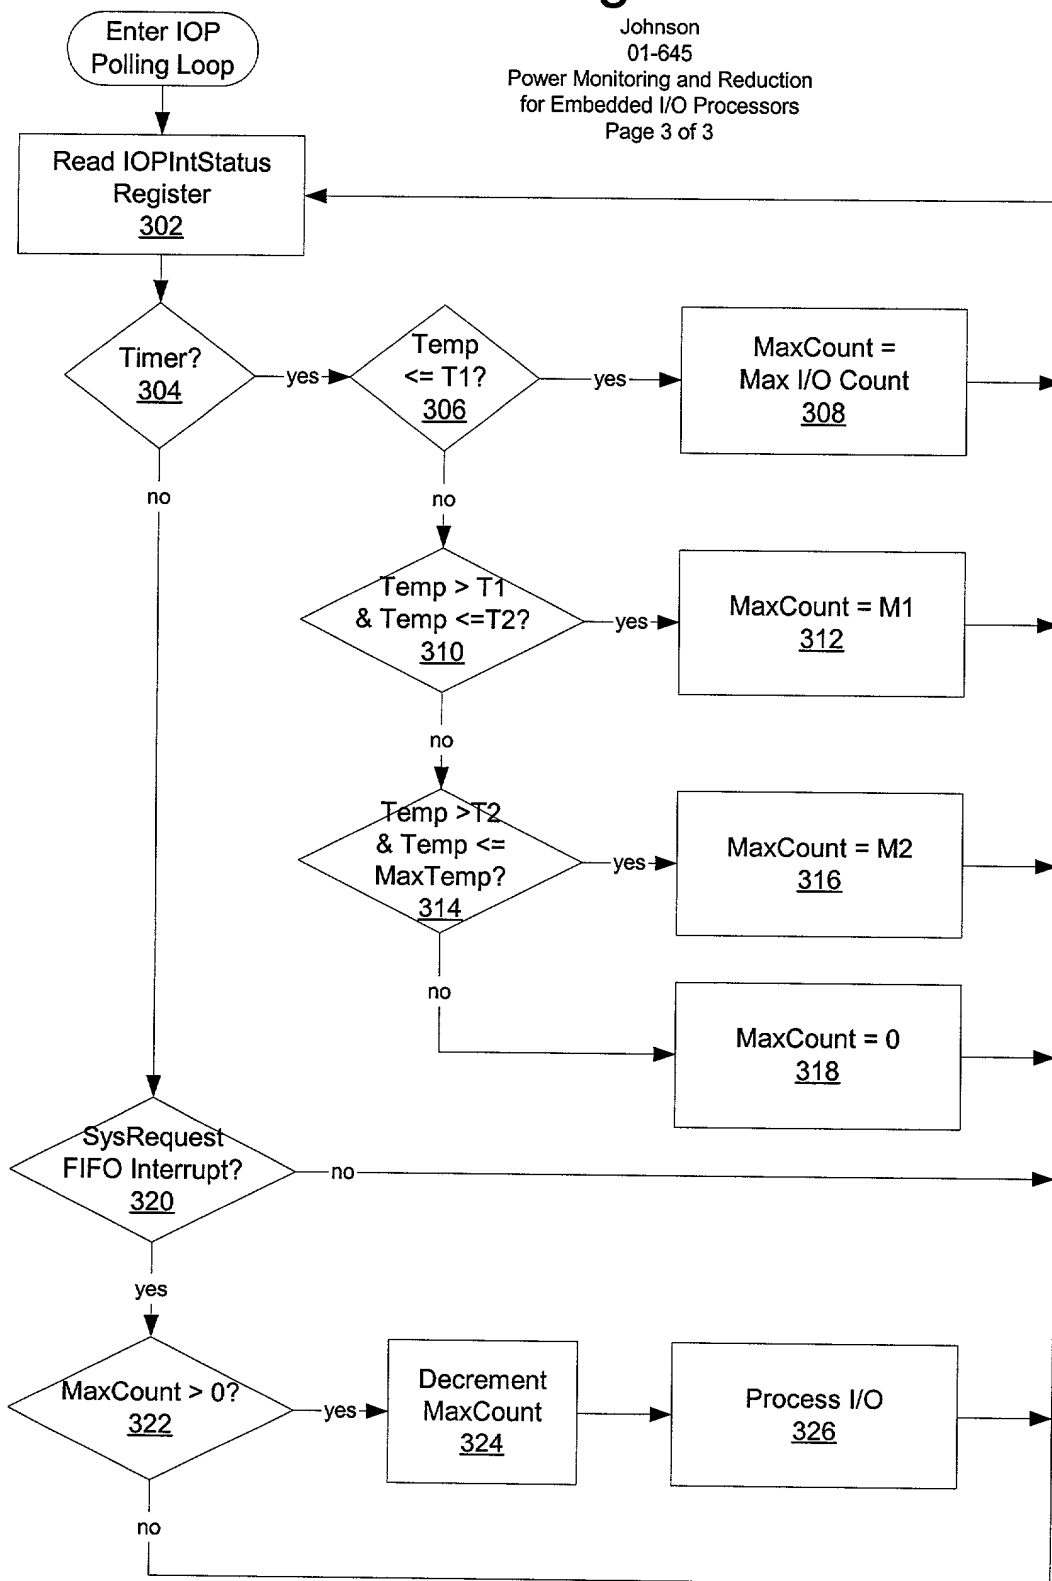 Johnson
01-645
Power Monitoring and Reduction
for Embedded I/O Processors
Page 3 of 3
Enter IOP
Polling Loop
Read IOPIntStatus
Register
302
Timer?
304
yes
Temp
<= T1?
306
yes
MaxCount =
Max I/O Count
308
no
no
Temp > T1
& Temp <=T2?
310
yes
MaxCount = M1
312
no
Temp >T2
& Temp <=
MaxTemp?
314
yes
MaxCount = M2
316
no
MaxCount = 0
318
SysRequest
FIFO Interrupt?
320
no
yes
MaxCount > 0?
322
yes
Decrement
MaxCount
324
Process I/O
326
no